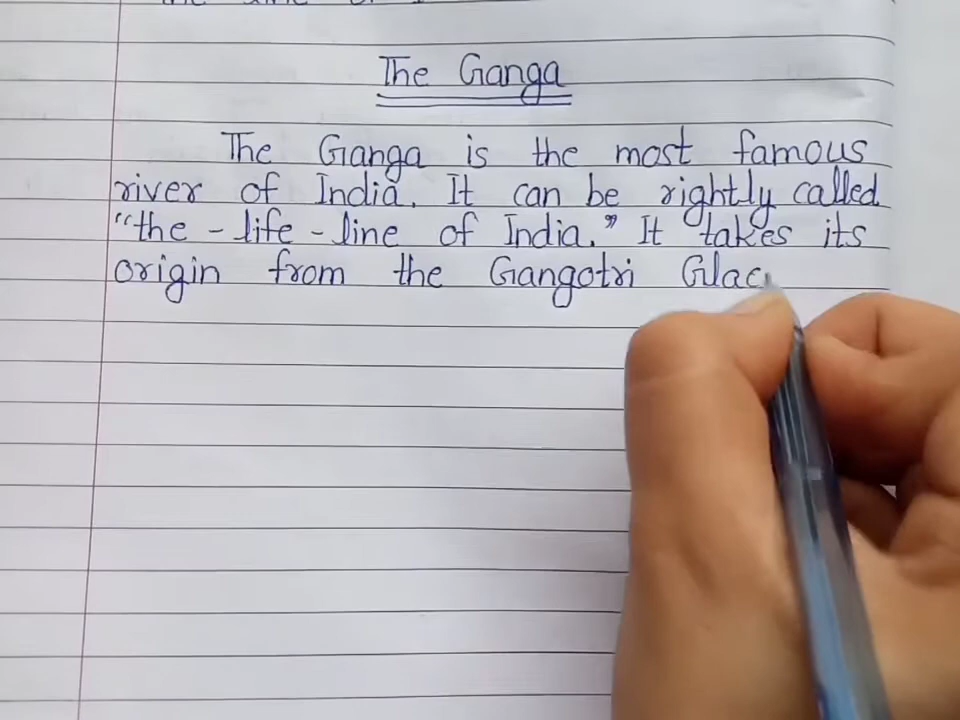 The Ganga
The Ganga is the most famous
river of India. It can be rightly called
“the - life - line of India.” It takes its
origin from the Gangotri Glac